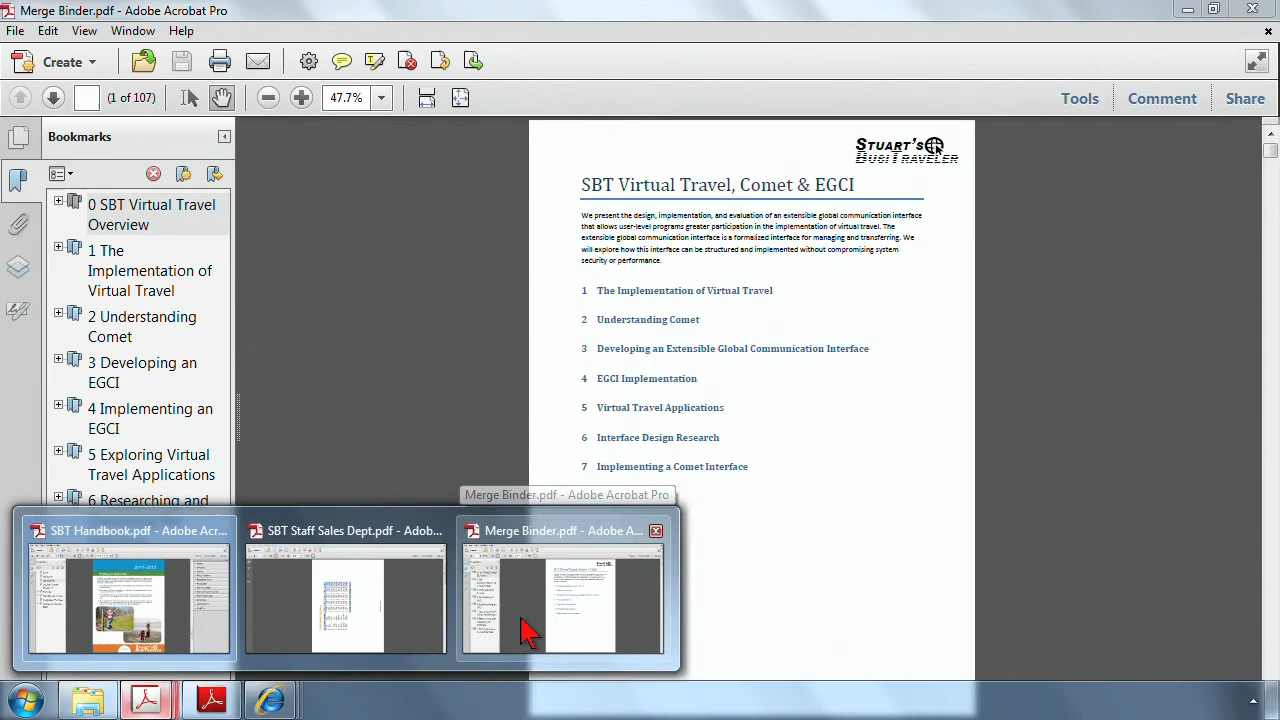 Merge Binder.pdf - Adobe Acrobat Pro
File Edit View Window Help
Create
(1 of 107)
47.7%
Tools Comment Share
Bookmarks
0 SBT Virtual Travel
Overview
1 The
Implementation of
Virtual Travel
2 Understanding
Comet
3 Developing an
EGCI
4 Implementing an
EGCI
5 Exploring Virtual
Travel Applications
6 Researching and
STUART'S
BUSITRAVELER
SBT Virtual Travel, Comet & EGCI
We present the design, implementation, and evaluation of an extensible global communication interface
that allows user-level programs greater participation in the implementation of virtual travel. The
extensible global communication interface is a formalized interface for managing and transferring. We
will explore how this interface can be structured and implemented without compromising system
security or performance.
1 The Implementation of Virtual Travel
2 Understanding Comet
3 Developing an Extensible Global Communication Interface
4 EGCI Implementation
5 Virtual Travel Applications
6 Interface Design Research
7 Implementing a Comet Interface
Merge Binder.pdf - Adobe Acrobat Pro
SBT Handbook.pdf - Adobe Acr...
SBT Staff Sales Dept.pdf - Adob...
Merge Binder.pdf - Adobe A...
2011-2012